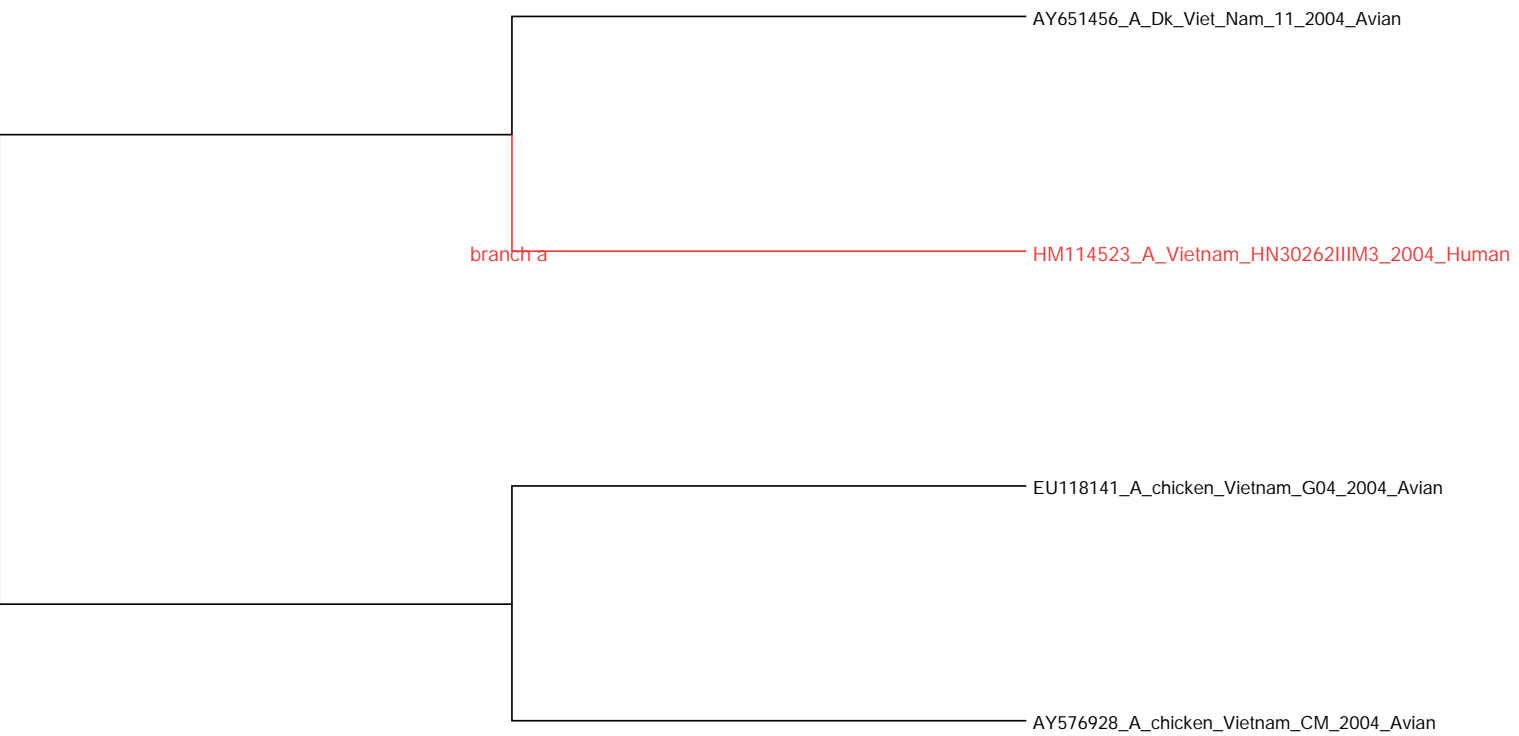 AY651456_A_Dk_Viet_Nam_11_2004_Avian
branch a
HM114523_A_Vietnam_HN30262IIIM3_2004_Human
EU118141_A_chicken_Vietnam_G04_2004_Avian
AY576928_A_chicken_Vietnam_CM_2004_Avian